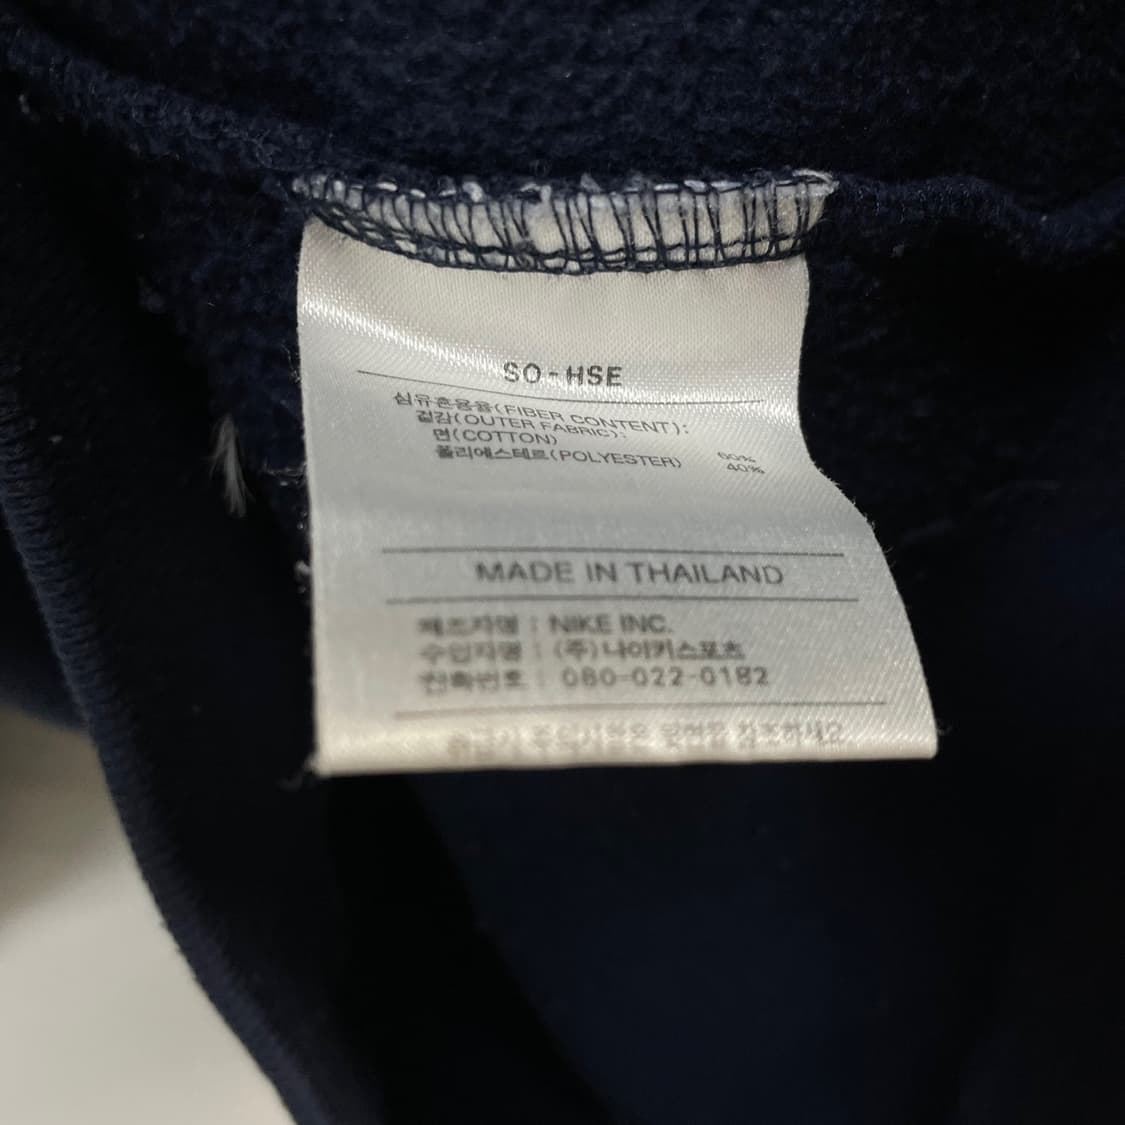 SO-HSE
섬유혼용율(FIBER CONTENT):
겉감(OUTER FABRIC):
면(COTTON) 60%
폴리에스테르(POLYESTER) 40%
MADE IN THAILAND
제조자명 : NIKE INC.
수입자명 : (주)나이키스포츠
전화번호 : 080-022-0182